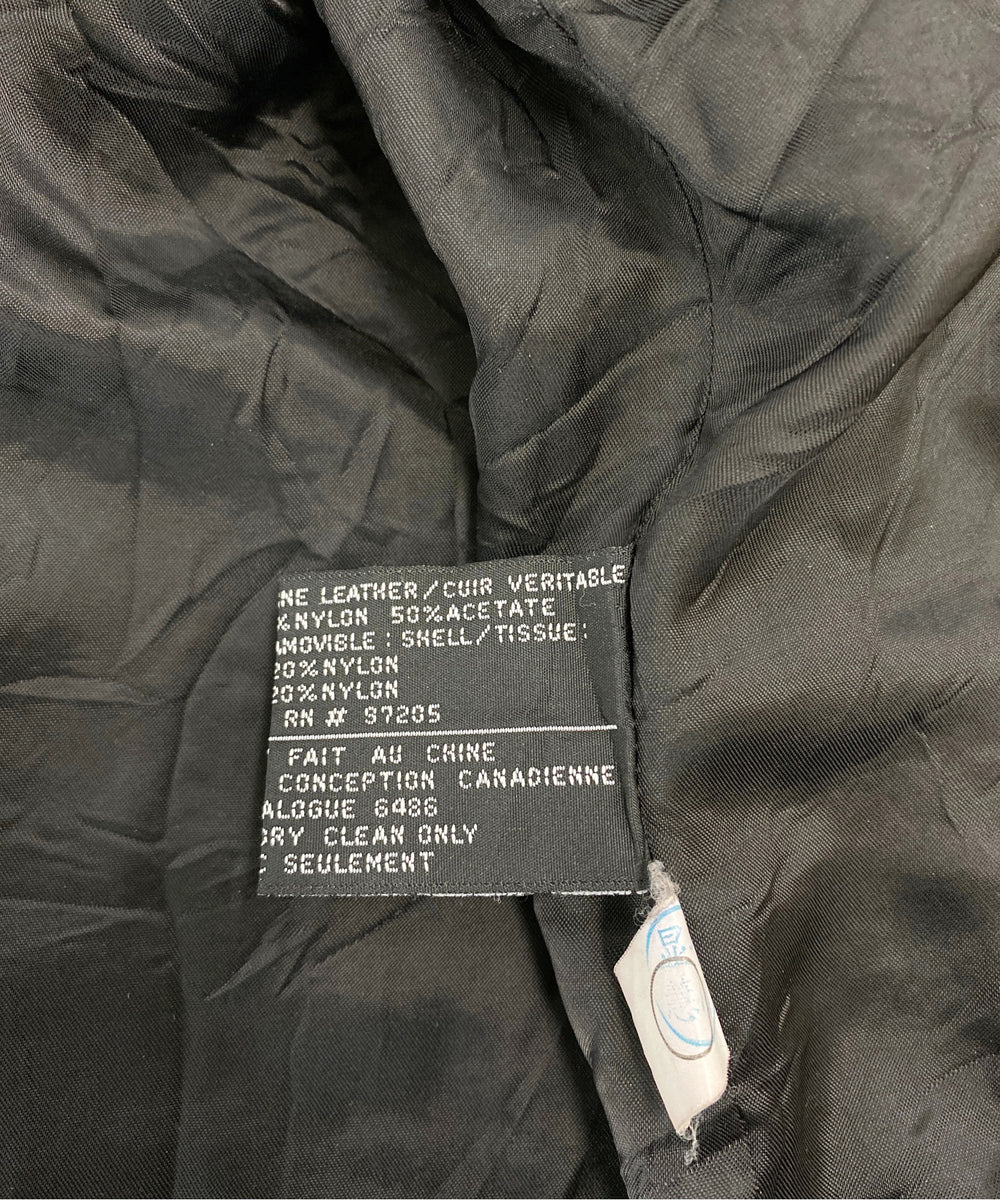 NE LEATHER/CUIR VERITABLE
%NYLON 50%ACETATE
AMOVIBLE: SHELL/TISSUE:
20%NYLON
20%NYLON
RN # 97205
FAIT AU CHINE
CONCEPTION CANADIENNE
ALOGUE 6486
DRY CLEAN ONLY
C SEULEMENT